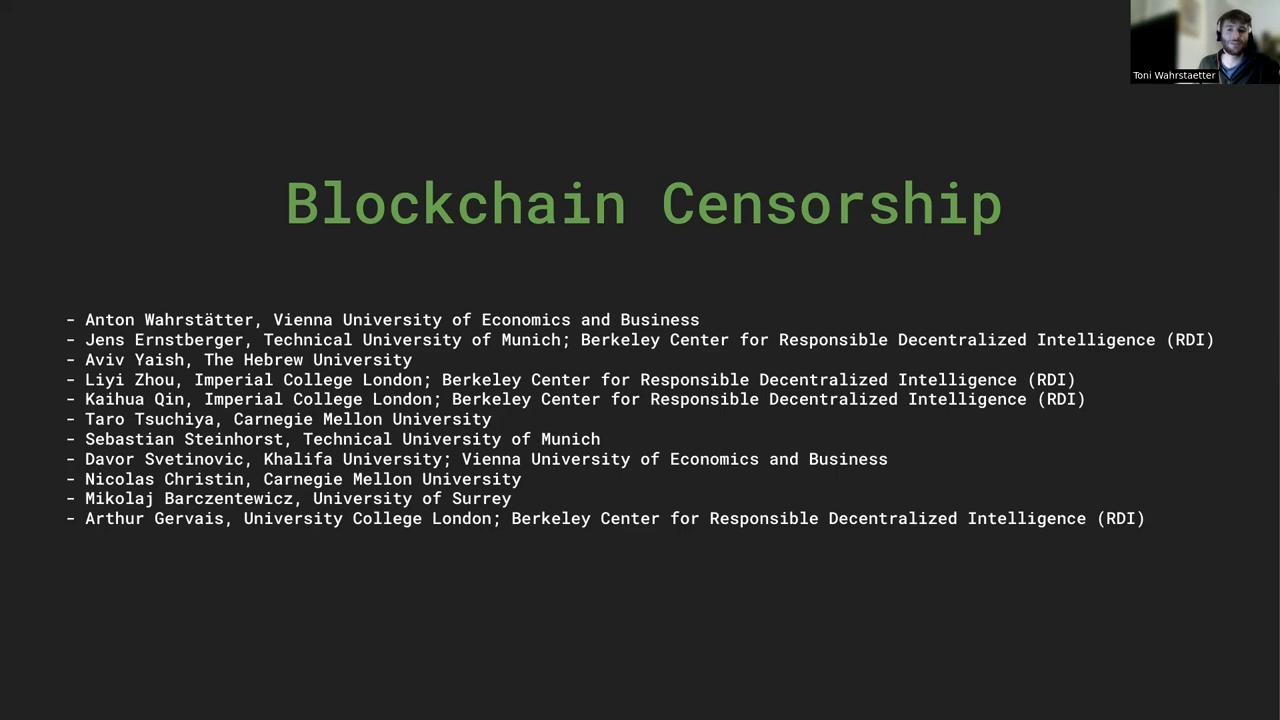 Toni Wahrstaetter
Blockchain Censorship
- Anton Wahrstätter, Vienna University of Economics and Business
- Jens Ernstberger, Technical University of Munich; Berkeley Center for Responsible Decentralized Intelligence (RDI)
- Aviv Yaish, The Hebrew University
- Liyi Zhou, Imperial College London; Berkeley Center for Responsible Decentralized Intelligence (RDI)
- Kaihua Qin, Imperial College London; Berkeley Center for Responsible Decentralized Intelligence (RDI)
- Taro Tsuchiya, Carnegie Mellon University
- Sebastian Steinhorst, Technical University of Munich
- Davor Svetinovic, Khalifa University; Vienna University of Economics and Business
- Nicolas Christin, Carnegie Mellon University
- Mikolaj Barczentewicz, University of Surrey
- Arthur Gervais, University College London; Berkeley Center for Responsible Decentralized Intelligence (RDI)